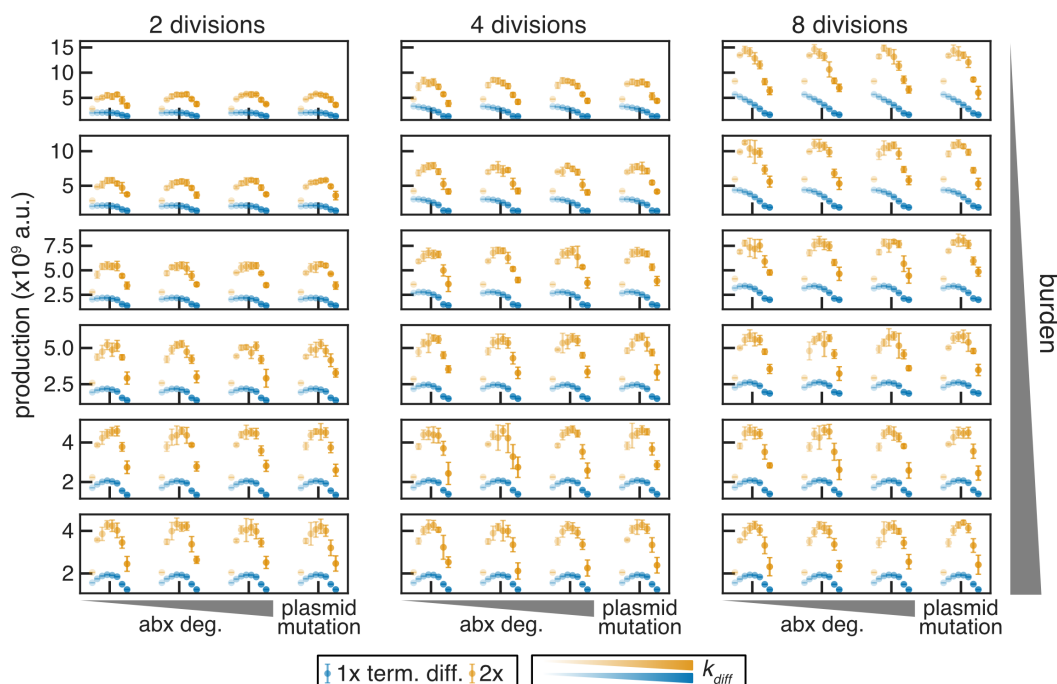 2 divisions
4 divisions
8 divisions
production (x10⁹ a.u.)
15
10
5
10
5
7.5
5.0
2.5
5.0
2.5
4
2
4
2
burden
abx deg.
plasmid
mutation
abx deg.
plasmid
mutation
abx deg.
plasmid
mutation
1x term. diff. 2x
k_diff